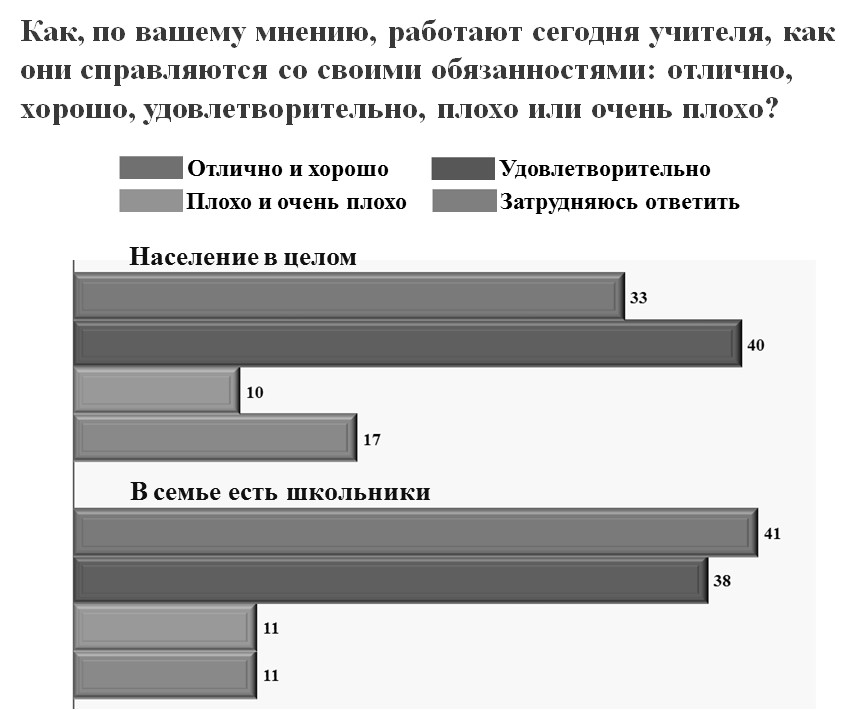 Как, по вашему мнению, работают сегодня учителя, как
они справляются со своими обязанностями: отлично,
хорошо, удовлетворительно, плохо или очень плохо?
Отлично и хорошо
Удовлетворительно
Плохо и очень плохо
Затрудняюсь ответить
Население в целом
33
40
10
17
В семье есть школьники
41
38
11
11